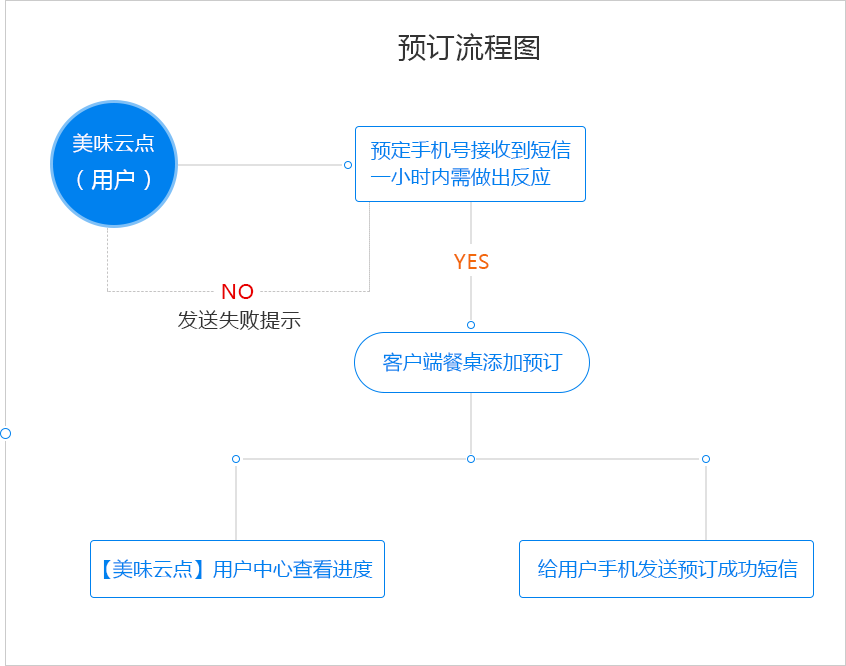 预订流程图
美味云点
（用户）
预定手机号接收到短信
一小时内需做出反应
YES
NO
发送失败提示
客户端餐桌添加预订
【美味云点】用户中心查看进度
给用户手机发送预订成功短信